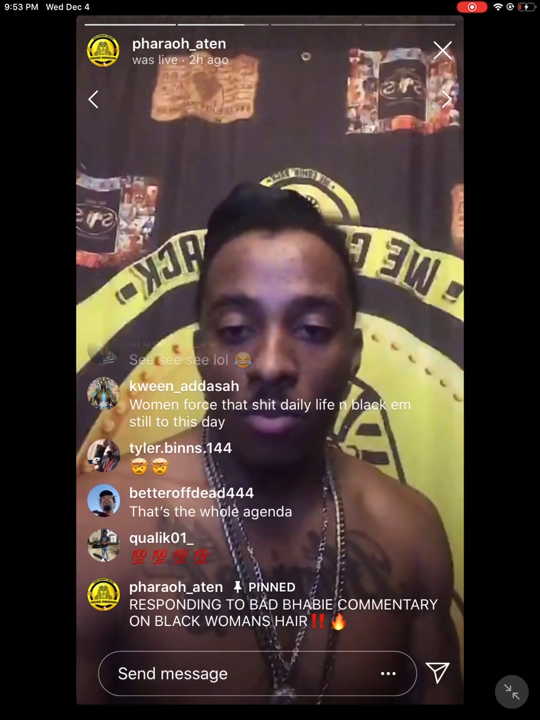 9:53 PM Wed Dec 4
pharaoh_aten
was live · 2h ago
See see see lol 😂
kween_addasah
Women force that shit daily life n black em
still to this day
tyler.binns.144
🤯🤯
betteroffdead444
That's the whole agenda
qualik01_
💯💯💯💯
pharaoh_aten PINNED
RESPONDING TO BAD BHABIE COMMENTARY
ON BLACK WOMANS HAIR‼️🔥
Send message